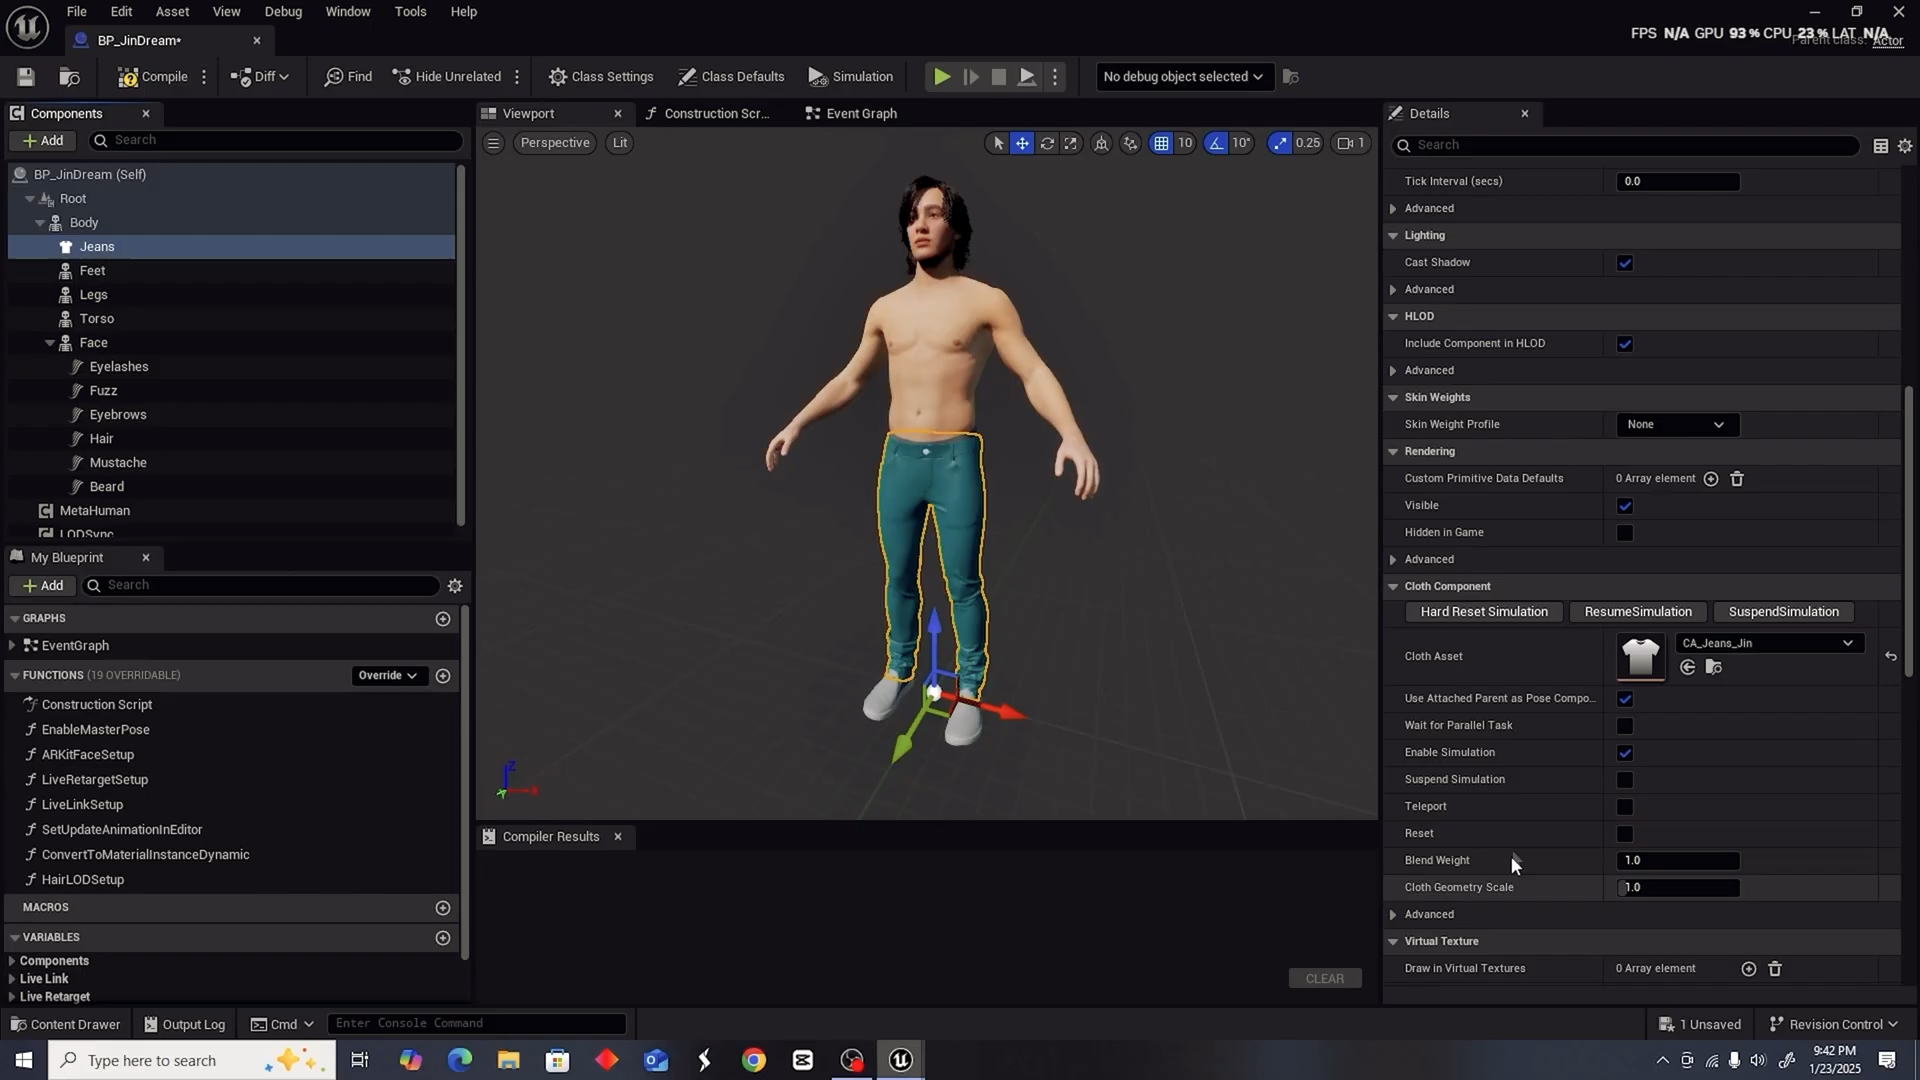 File Edit Asset View Debug Window Tools Help
BP_JinDream*
FPS N/A GPU 93 % CPU 23 % LAT N/A
Parent class: Actor
Compile Diff Find Hide Unrelated Class Settings Class Defaults Simulation No debug object selected
Components
Add Search
BP_JinDream (Self)
Root
Body
Jeans
Feet
Legs
Torso
Face
Eyelashes
Fuzz
Eyebrows
Hair
Mustache
Beard
MetaHuman
LODSync
My Blueprint
Add Search
GRAPHS
EventGraph
FUNCTIONS (19 OVERRIDABLE) Override
Construction Script
EnableMasterPose
ARKitFaceSetup
LiveRetargetSetup
LiveLinkSetup
SetUpdateAnimationInEditor
ConvertToMaterialInstanceDynamic
HairLODSetup
MACROS
VARIABLES
Components
Live Link
Live Retarget
Viewport Construction Scr... Event Graph
Perspective Lit 10 10° 0.25 1
Z
X
Y
Compiler Results
CLEAR
Details
Search
Tick Interval (secs) 0.0
Advanced
Lighting
Cast Shadow
Advanced
HLOD
Include Component in HLOD
Advanced
Skin Weights
Skin Weight Profile None
Rendering
Custom Primitive Data Defaults 0 Array element
Visible
Hidden in Game
Advanced
Cloth Component
Hard Reset Simulation ResumeSimulation SuspendSimulation
Cloth Asset CA_Jeans_Jin
Use Attached Parent as Pose Compo...
Wait for Parallel Task
Enable Simulation
Suspend Simulation
Teleport
Reset
Blend Weight 1.0
Cloth Geometry Scale 1.0
Advanced
Virtual Texture
Draw in Virtual Textures 0 Array element
Content Drawer Output Log Cmd Enter Console Command 1 Unsaved Revision Control
Type here to search
9:42 PM
1/23/2025